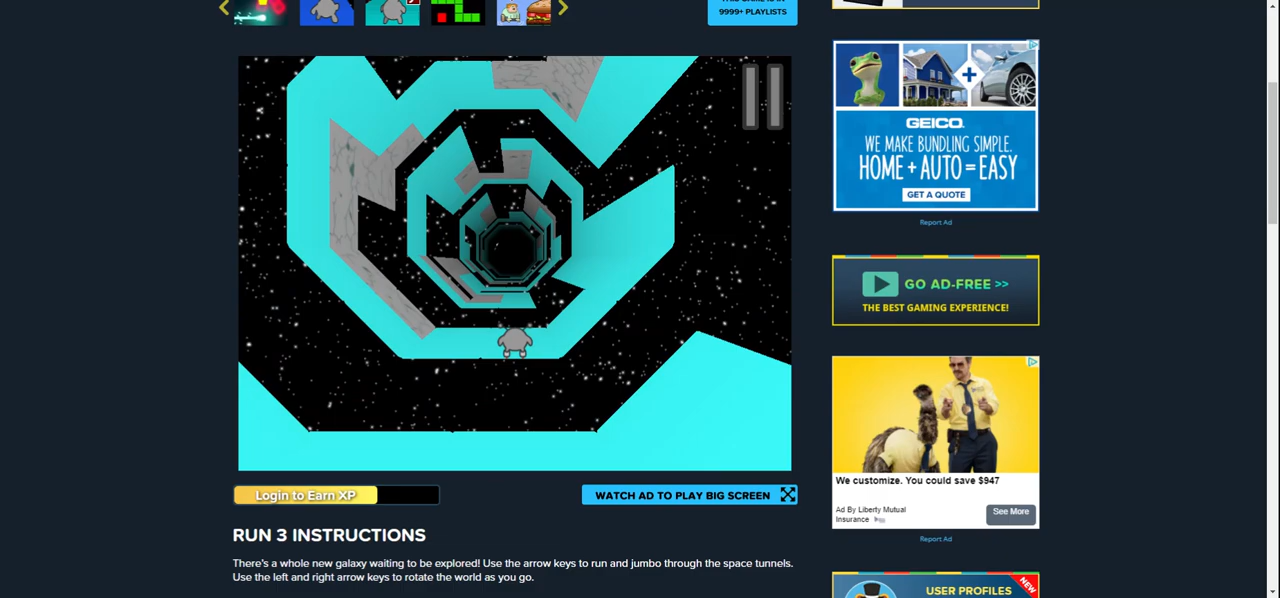 THIS GAME IS IN
9999+ PLAYLISTS
GEICO.
WE MAKE BUNDLING SIMPLE.
HOME + AUTO = EASY
GET A QUOTE
Report Ad
GO AD-FREE >>
THE BEST GAMING EXPERIENCE!
We customize. You could save $947
Ad By Liberty Mutual
Insurance
See More
Report Ad
Login to Earn XP
WATCH AD TO PLAY BIG SCREEN
RUN 3 INSTRUCTIONS
There's a whole new galaxy waiting to be explored! Use the arrow keys to run and jumbo through the space tunnels.
Use the left and right arrow keys to rotate the world as you go.
USER PROFILES
NEW